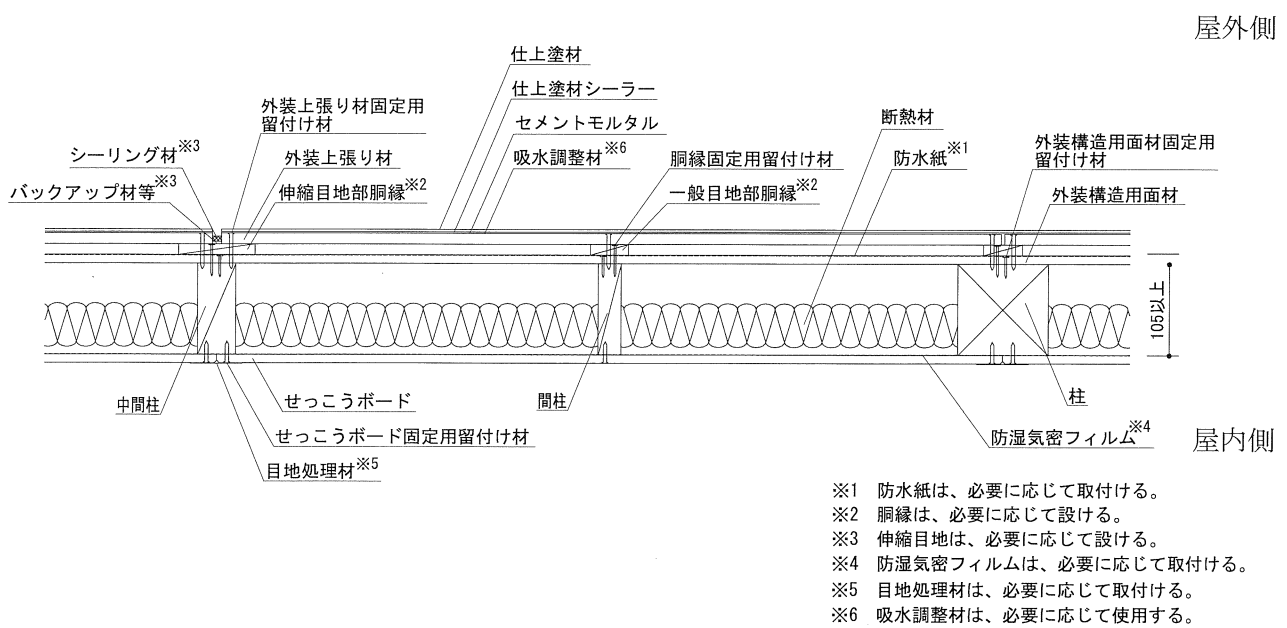 屋外側
仕上塗材
仕上塗材シーラー
セメントモルタル
吸水調整材※6
外装上張り材固定用
留付け材
シーリング材※3
外装上張り材
バックアップ材等※3
伸縮目地部胴縁※2
断熱材
胴縁固定用留付け材
防水紙※1
一般目地部胴縁※2
外装構造用面材固定用
留付け材
外装構造用面材
105以上
中間柱
せっこうボード
間柱
柱
せっこうボード固定用留付け材
防湿気密フィルム※4
屋内側
目地処理材※5
※1 防水紙は、必要に応じて取付ける。
※2 胴縁は、必要に応じて設ける。
※3 伸縮目地は、必要に応じて設ける。
※4 防湿気密フィルムは、必要に応じて取付ける。
※5 目地処理材は、必要に応じて取付ける。
※6 吸水調整材は、必要に応じて使用する。